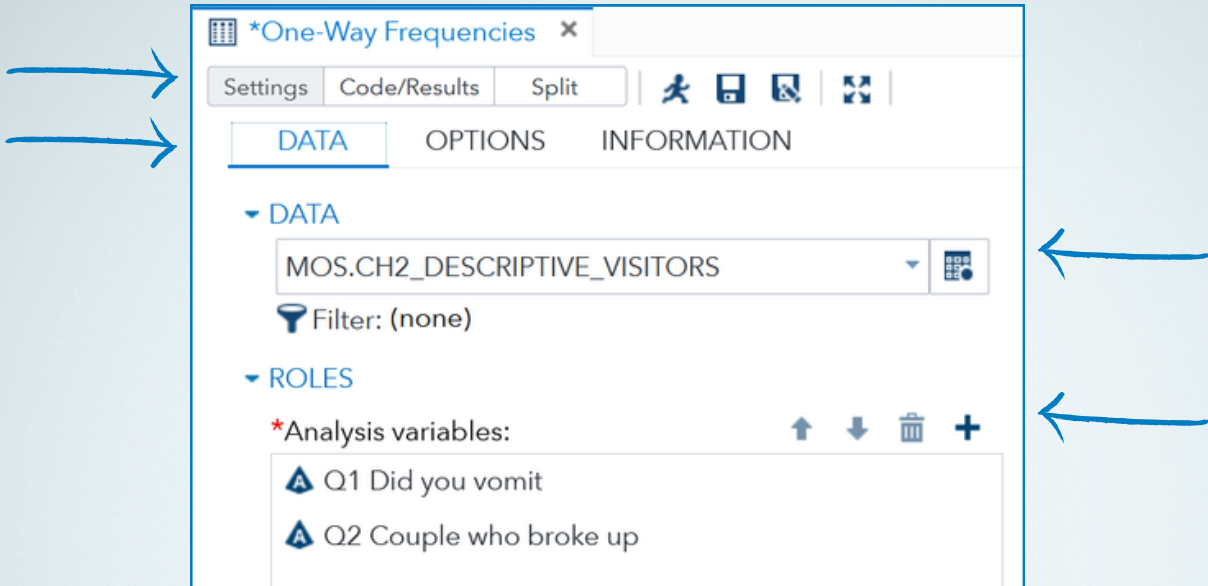 *One-Way Frequencies
Settings Code/Results Split
DATA OPTIONS INFORMATION
DATA
MOS.CH2_DESCRIPTIVE_VISITORS
Filter: (none)
ROLES
*Analysis variables:
Q1 Did you vomit
Q2 Couple who broke up